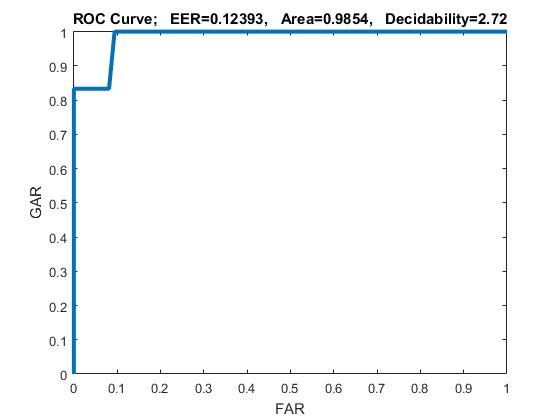 ROC Curve; EER=0.12393, Area=0.9854, Decidability=2.72
1
0.9
0.8
0.7
0.6
0.5
0.4
0.3
0.2
0.1
0
GAR
0 0.1 0.2 0.3 0.4 0.5 0.6 0.7 0.8 0.9 1
FAR